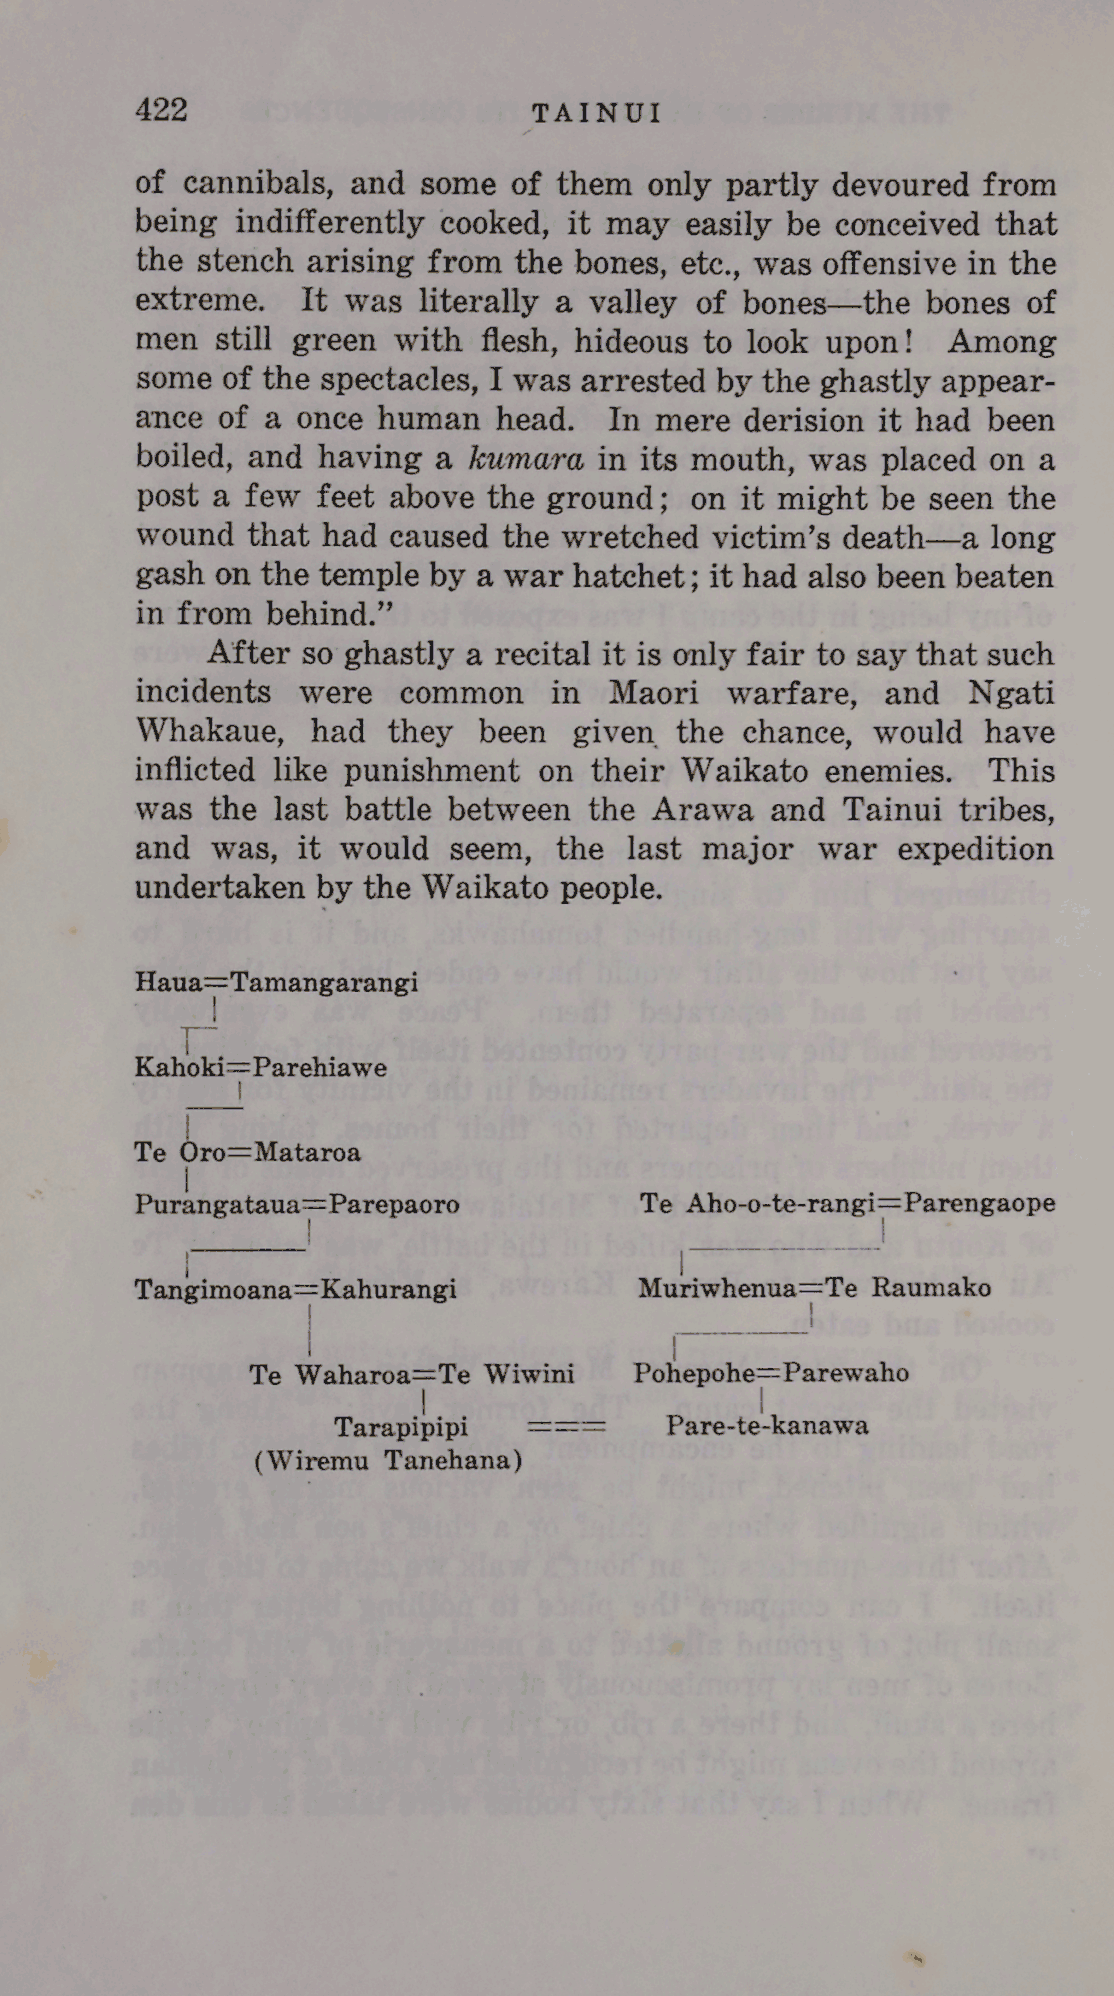 422 TAINUI
of cannibals, and some of them only partly devoured from
being indifferently cooked, it may easily be conceived that
the stench arising from the bones, etc., was offensive in the
extreme. It was literally a valley of bones—the bones of
men still green with flesh, hideous to look upon! Among
some of the spectacles, I was arrested by the ghastly appear-
ance of a once human head. In mere derision it had been
boiled, and having a kumara in its mouth, was placed on a
post a few feet above the ground; on it might be seen the
wound that had caused the wretched victim's death—a long
gash on the temple by a war hatchet; it had also been beaten
in from behind."
After so ghastly a recital it is only fair to say that such
incidents were common in Maori warfare, and Ngati
Whakaue, had they been given the chance, would have
inflicted like punishment on their Waikato enemies. This
was the last battle between the Arawa and Tainui tribes,
and was, it would seem, the last major war expedition
undertaken by the Waikato people.
Haua=Tamangarangi
Kahoki=Parehiawe
Te Oro=Mataroa
Purangataua=Parepaoro Te Aho-o-te-rangi=Parengaope
Tangimoana=Kahurangi Muriwhenua=Te Raumako
Te Waharoa=Te Wiwini Pohepohe=Parewaho
Tarapipipi === Pare-te-kanawa
(Wiremu Tanehana)